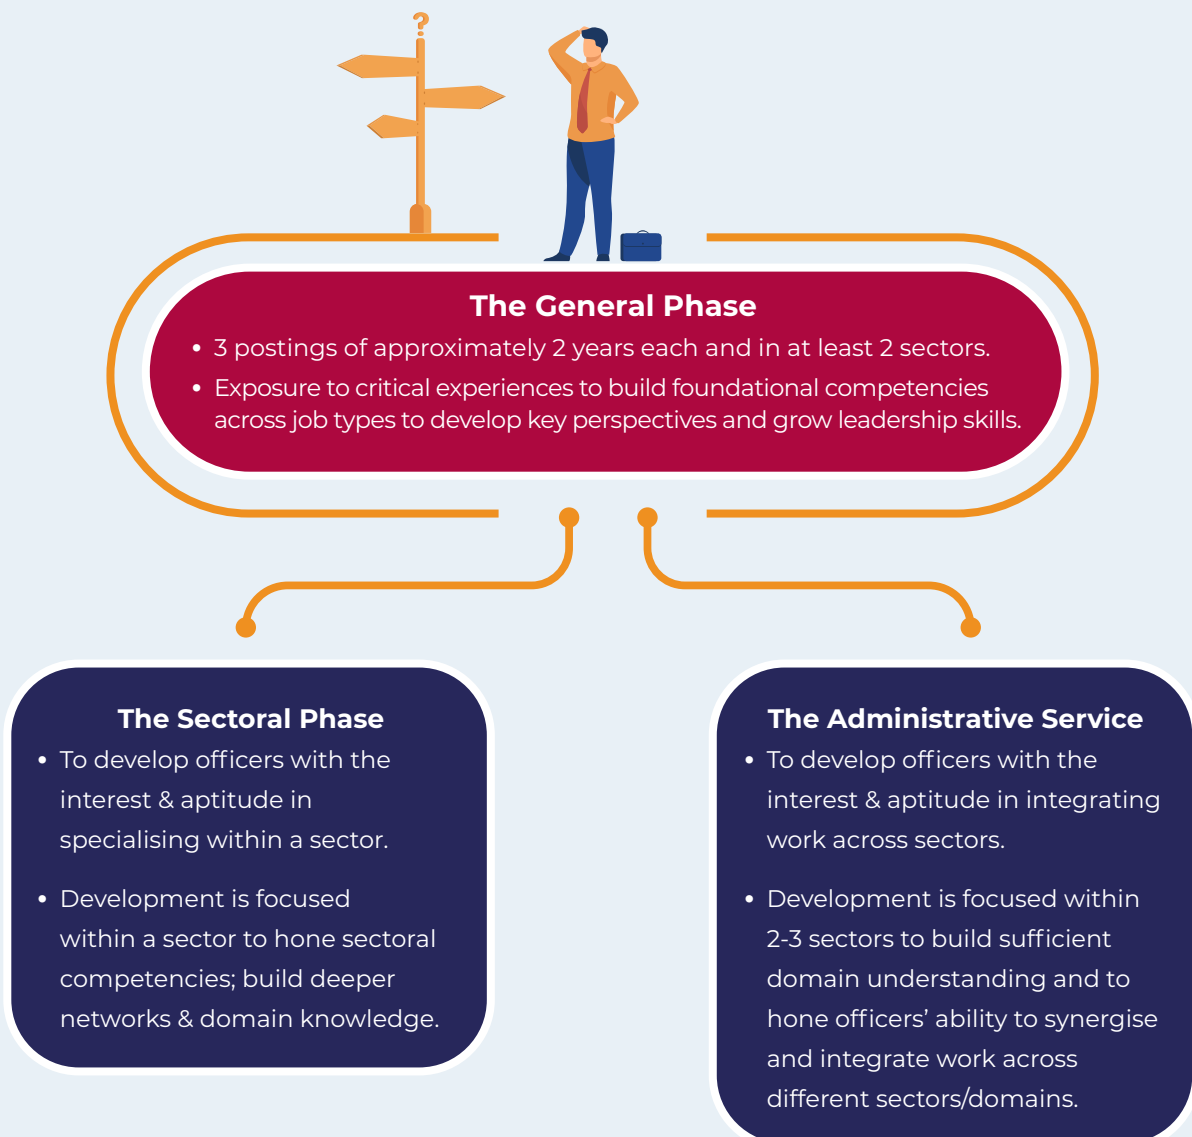 ?
The General Phase
• 3 postings of approximately 2 years each and in at least 2 sectors.
• Exposure to critical experiences to build foundational competencies
across job types to develop key perspectives and grow leadership skills.
The Sectoral Phase
• To develop officers with the
interest & aptitude in
specialising within a sector.
• Development is focused
within a sector to hone sectoral
competencies; build deeper
networks & domain knowledge.
The Administrative Service
• To develop officers with the
interest & aptitude in integrating
work across sectors.
• Development is focused within
2-3 sectors to build sufficient
domain understanding and to
hone officers’ ability to synergise
and integrate work across
different sectors/domains.